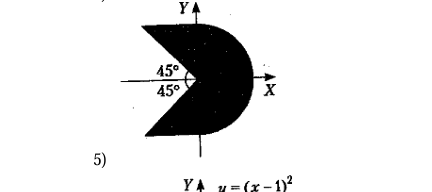 Y
45°
45°
X
5)
Y y = (x – 1)²